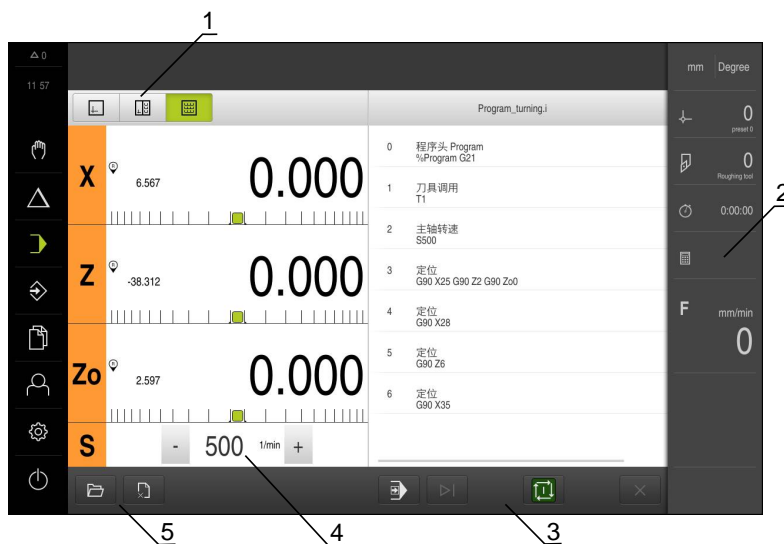 1
0
11 57
mm Degree
Program_turning.i
0
preset 0
X
R
6.567
0.000
0 程序头 Program
%Program G21
0
Roughing tool
1 刀具调用
T1
2
0:00:00
2 主轴转速
S500
Z
R
-38.312
0.000
3 定位
G90 X25 G90 Z2 G90 Zo0
4 定位
G90 X28
F mm/min
0
5 定位
G90 Z6
Zo
R
2.597
0.000
6 定位
G90 X35
S - 500 1/min +
5
4
3